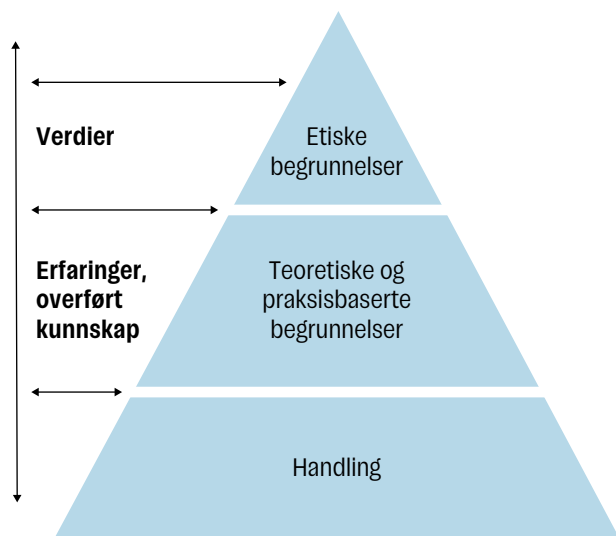 Verdier
Etiske
begrunnelser
Erfaringer,
overført
kunnskap
Teoretiske og
praksisbaserte
begrunnelser
Handling